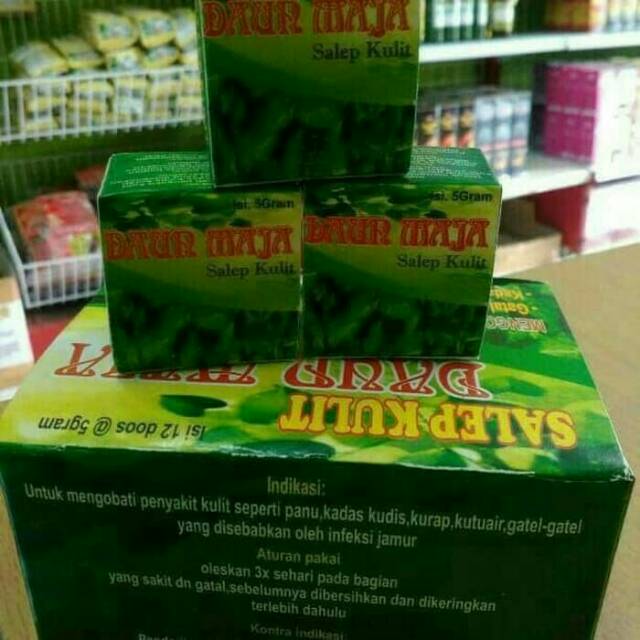 DAUN MAJA
Salep Kulit
isi. 5Gram
DAUN MAJA
Salep Kulit
isi. 5Gram
DAUN MAJA
Salep Kulit
MENGO
- Gatal
DAUN
SALEP KULIT
Isi 12 doos @ 5gram
Indikasi:
Untuk mengobati penyakit kulit seperti panu,kadas kudis,kurap,kutuair,gatel-gatel
yang disebabkan oleh infeksi jamur
Aturan pakai
oleskan 3x sehari pada bagian
yang sakit dn gatal,sebelumnya dibersihkan dan dikeringkan
terlebih dahulu
Kontra indikasi: